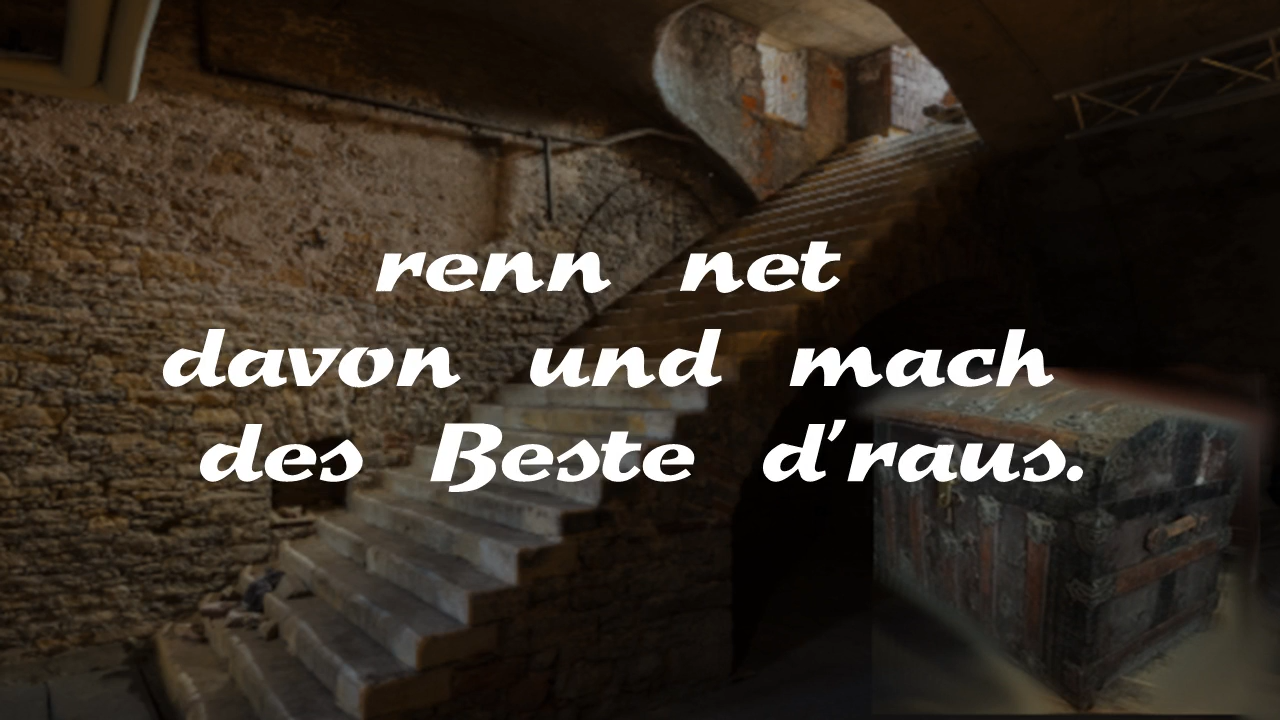 renn net
davon und mach
des Beste d'raus.